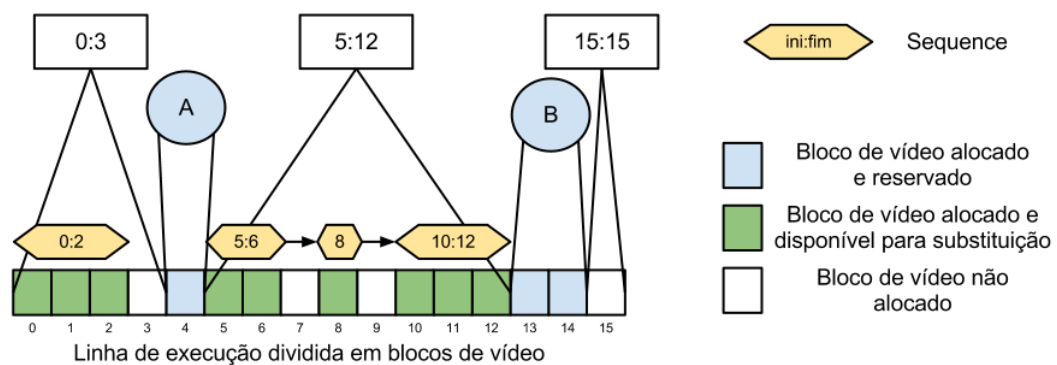 0:3
5:12
15:15
ini:fim
Sequence
A
B
Bloco de vídeo alocado
e reservado
Bloco de vídeo alocado e
disponível para substituição
Bloco de vídeo não
alocado
0:2
5:6
8
10:12
0 1 2 3 4 5 6 7 8 9 10 11 12 13 14 15
Linha de execução dividida em blocos de vídeo